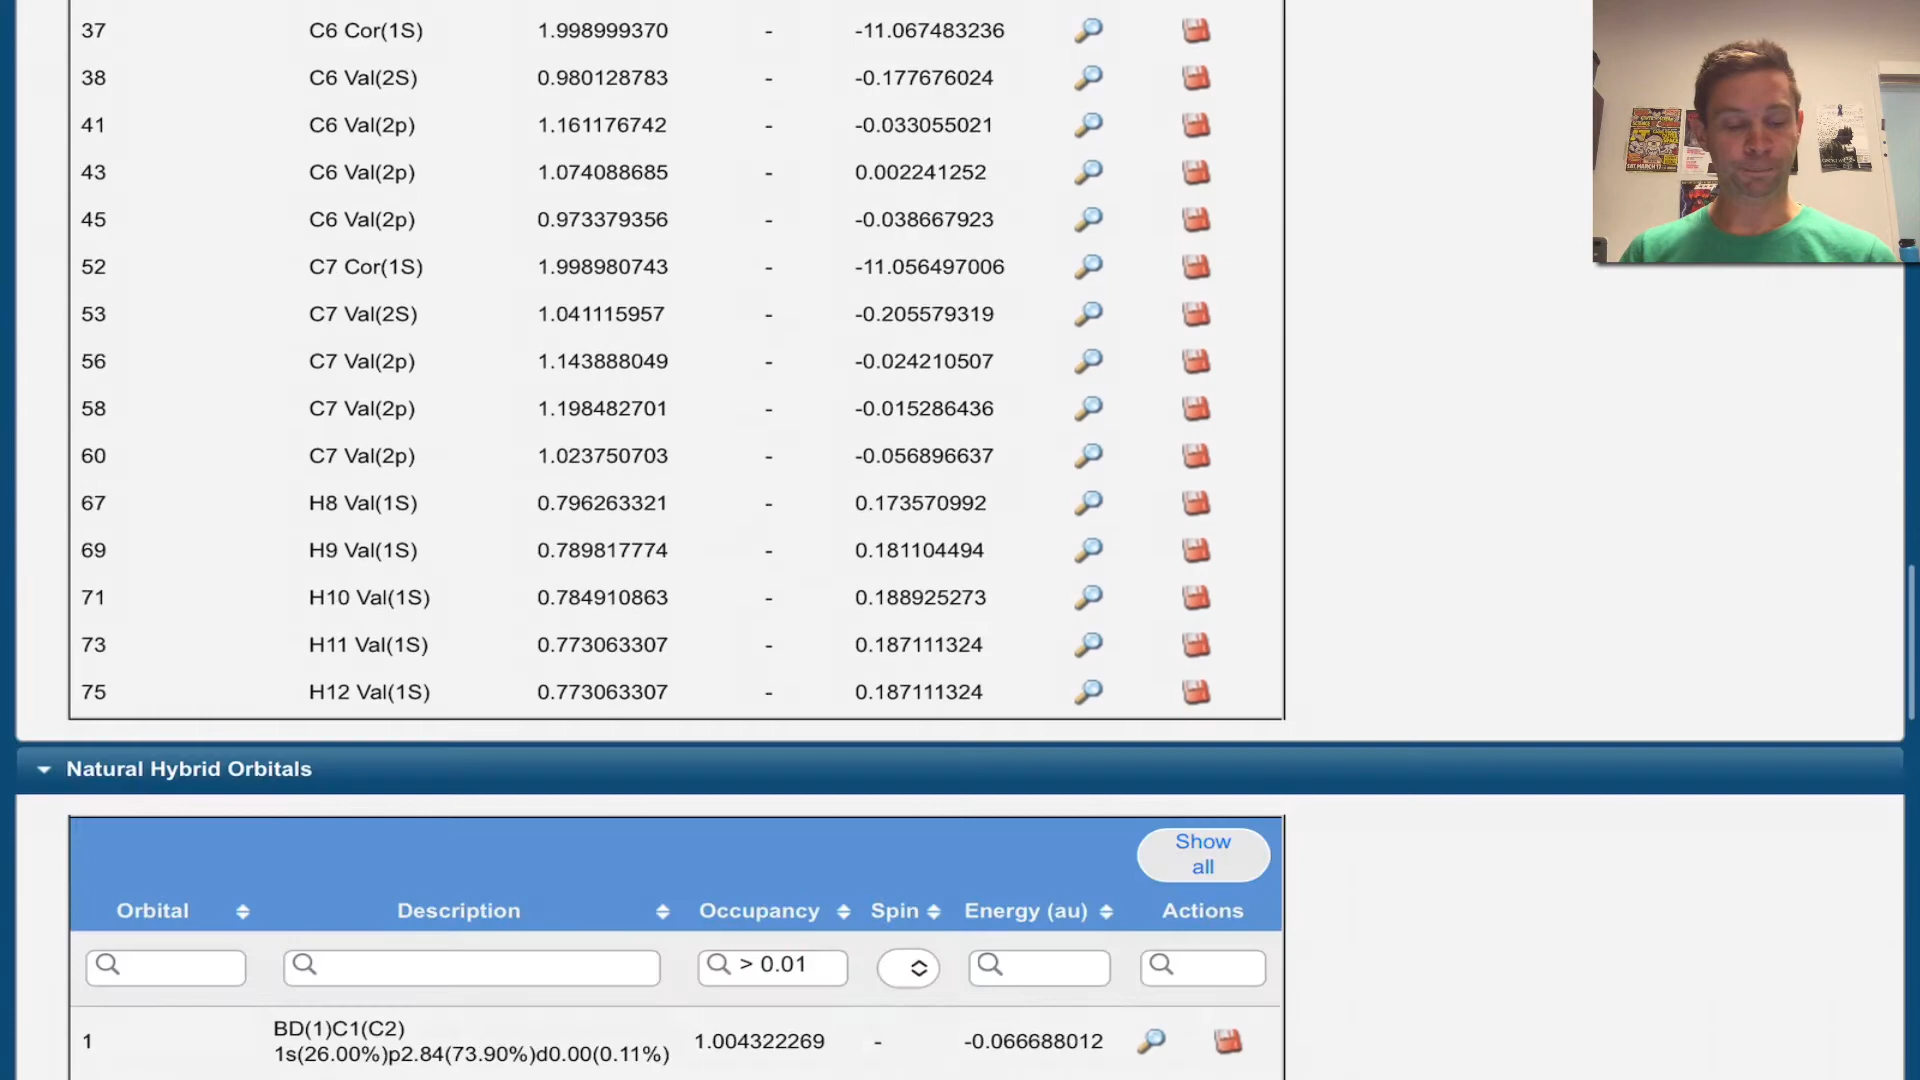 37 C6 Cor(1S) 1.998999370 - -11.067483236
38 C6 Val(2S) 0.980128783 - -0.177676024
41 C6 Val(2p) 1.161176742 - -0.033055021
43 C6 Val(2p) 1.074088685 - 0.002241252
45 C6 Val(2p) 0.973379356 - -0.038667923
52 C7 Cor(1S) 1.998980743 - -11.056497006
53 C7 Val(2S) 1.041115957 - -0.205579319
56 C7 Val(2p) 1.143888049 - -0.024210507
58 C7 Val(2p) 1.198482701 - -0.015286436
60 C7 Val(2p) 1.023750703 - -0.056896637
67 H8 Val(1S) 0.796263321 - 0.173570992
69 H9 Val(1S) 0.789817774 - 0.181104494
71 H10 Val(1S) 0.784910863 - 0.188925273
73 H11 Val(1S) 0.773063307 - 0.187111324
75 H12 Val(1S) 0.773063307 - 0.187111324
Natural Hybrid Orbitals
Show
all
Orbital Description Occupancy Spin Energy (au) Actions
> 0.01
BD(1)C1(C2)
1 1s(26.00%)p2.84(73.90%)d0.00(0.11%) 1.004322269 - -0.066688012